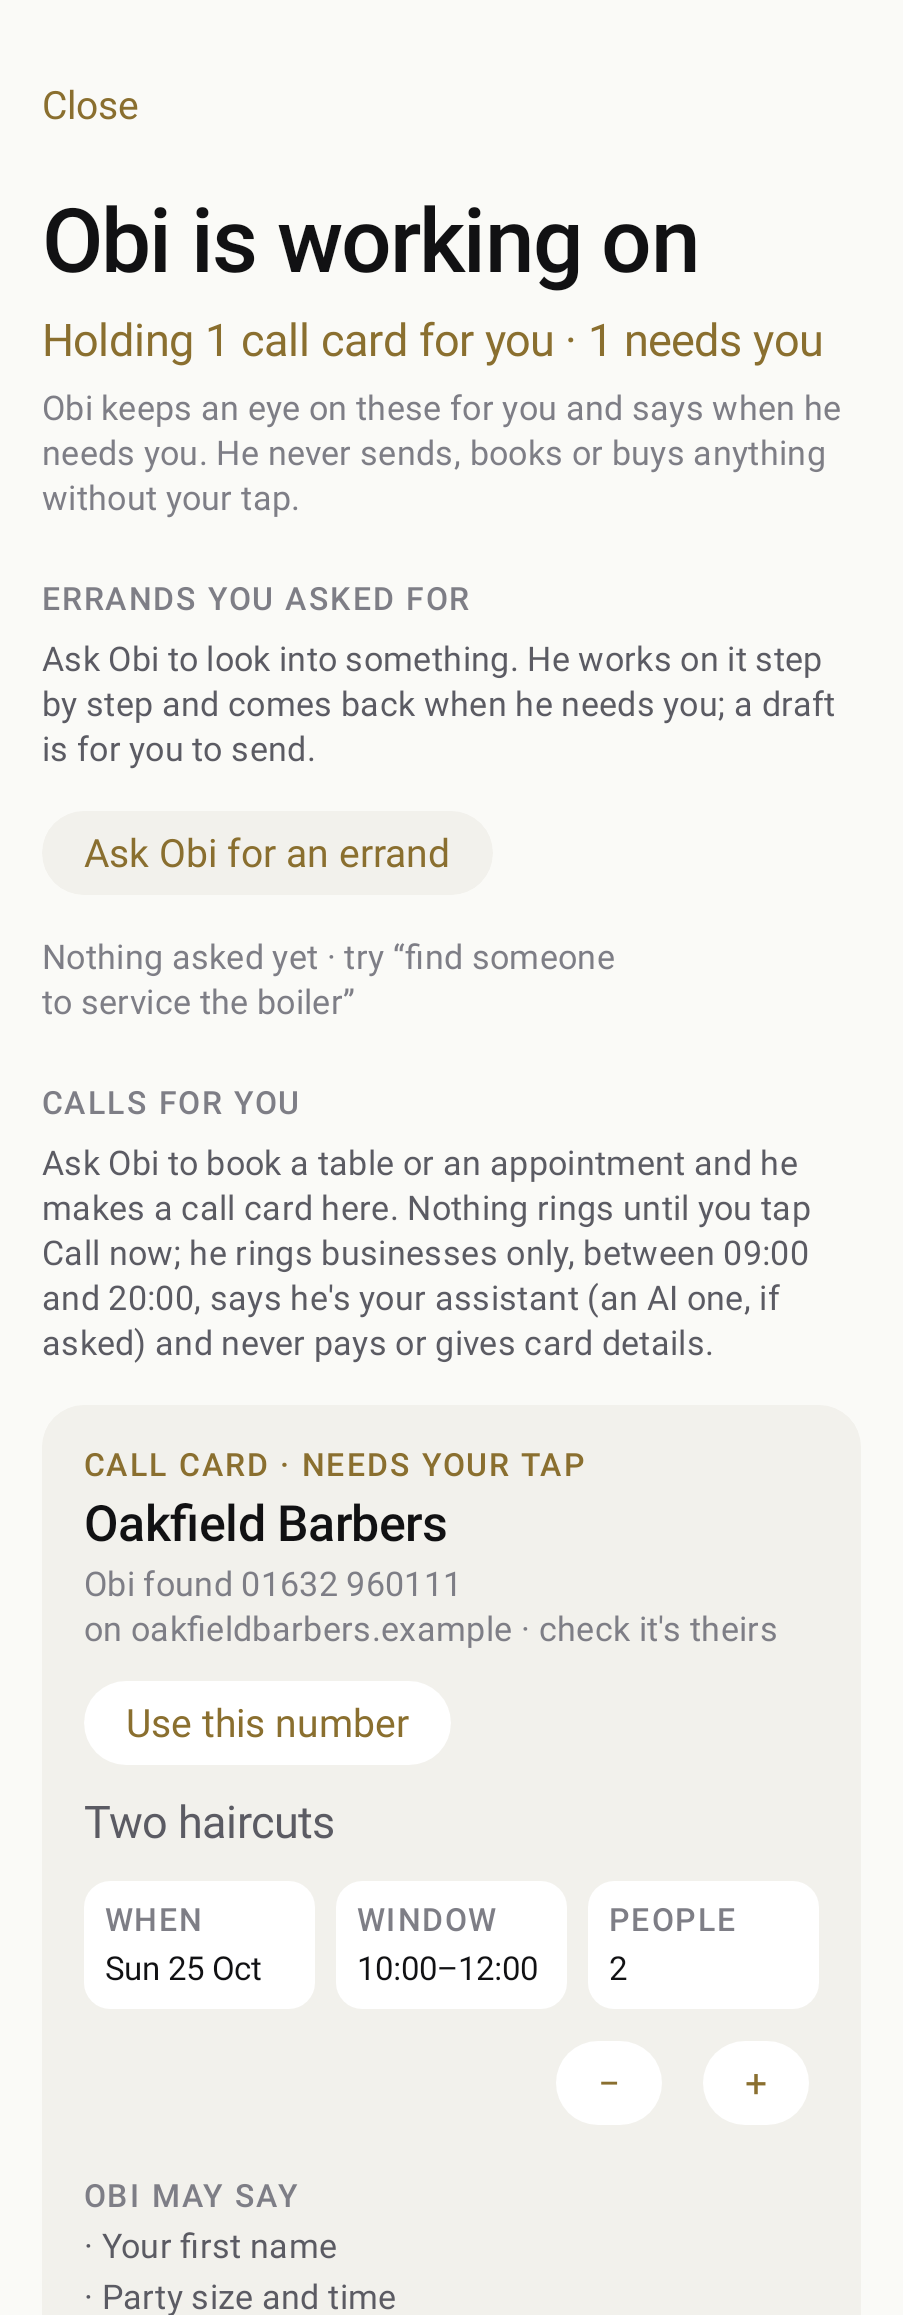 Close
Obi is working on
Holding 1 call card for you · 1 needs you
Obi keeps an eye on these for you and says when he
needs you. He never sends, books or buys anything
without your tap.
ERRANDS YOU ASKED FOR
Ask Obi to look into something. He works on it step
by step and comes back when he needs you; a draft
is for you to send.
Ask Obi for an errand
Nothing asked yet · try “find someone
to service the boiler”
CALLS FOR YOU
Ask Obi to book a table or an appointment and he
makes a call card here. Nothing rings until you tap
Call now; he rings businesses only, between 09:00
and 20:00, says he's your assistant (an AI one, if
asked) and never pays or gives card details.
CALL CARD · NEEDS YOUR TAP
Oakfield Barbers
Obi found 01632 960111
on oakfieldbarbers.example · check it's theirs
Use this number
Two haircuts
WHEN WINDOW PEOPLE
Sun 25 Oct 10:00–12:00 2
− +
OBI MAY SAY
· Your first name
· Party size and time